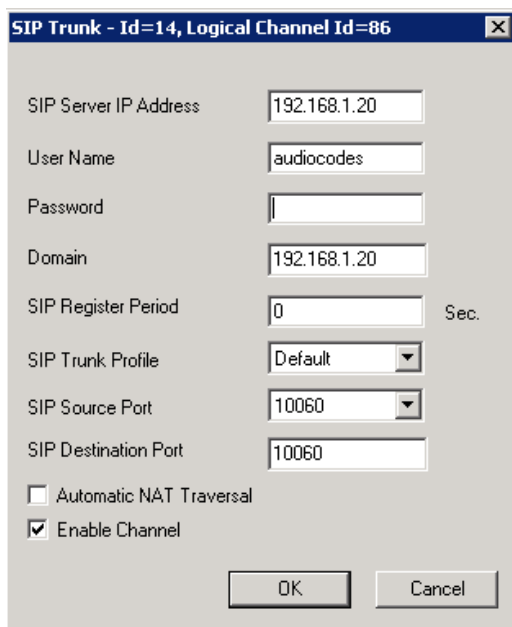 SIP Trunk - Id=14, Logical Channel Id=86
SIP Server IP Address 192.168.1.20
User Name audiocodes
Password
Domain 192.168.1.20
SIP Register Period 0 Sec.
SIP Trunk Profile Default
SIP Source Port 10060
SIP Destination Port 10060
Automatic NAT Traversal
Enable Channel
OK Cancel